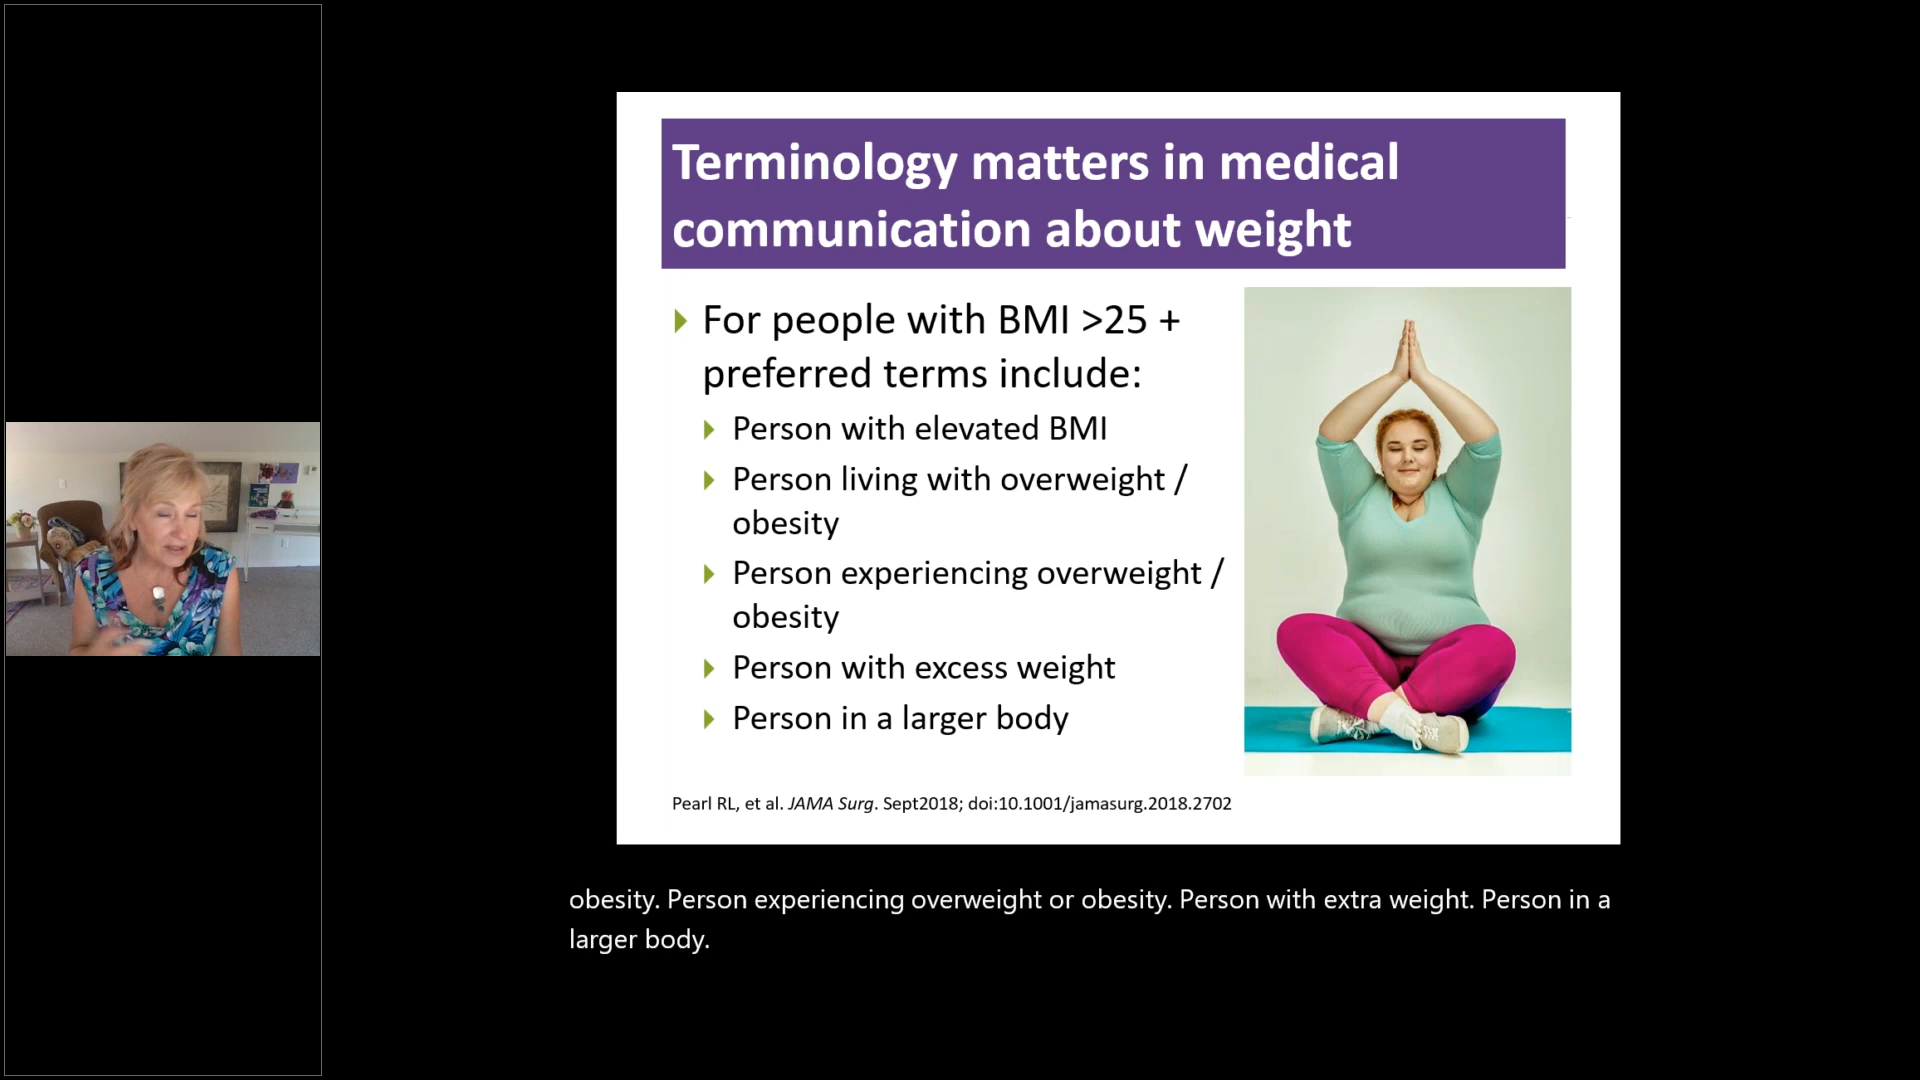 Terminology matters in medical
communication about weight
For people with BMI >25 +
preferred terms include:
Person with elevated BMI
Person living with overweight /
obesity
Person experiencing overweight /
obesity
Person with excess weight
Person in a larger body
Pearl RL, et al. JAMA Surg. Sept2018; doi:10.1001/jamasurg.2018.2702
obesity. Person experiencing overweight or obesity. Person with extra weight. Person in a
larger body.